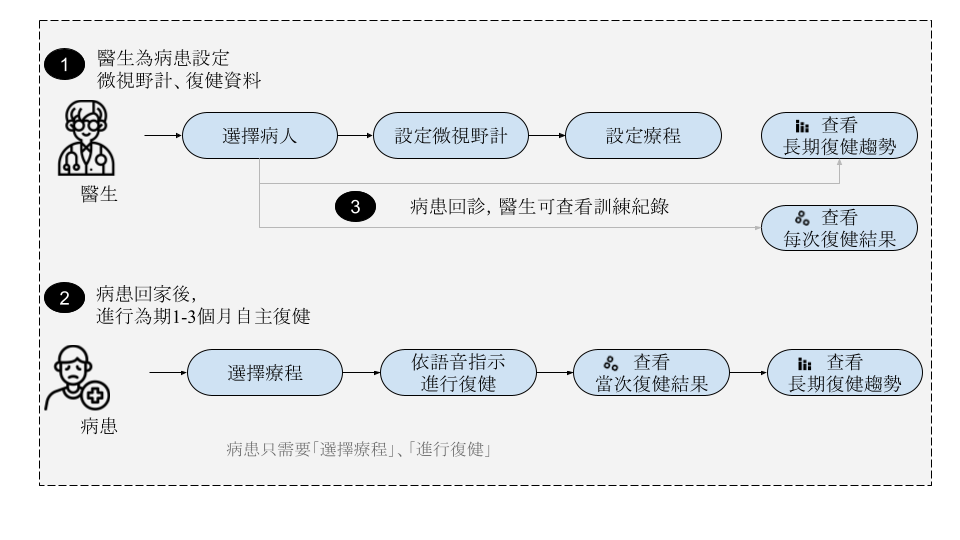 1
醫生為病患設定
微視野計、復健資料
醫生
選擇病人
設定微視野計
設定療程
查看
長期復健趨勢
3
病患回診，醫生可查看訓練紀錄
查看
每次復健結果
2
病患回家後，
進行為期1-3個月自主復健
病患
選擇療程
依語音指示
進行復健
查看
當次復健結果
查看
長期復健趨勢
病患只需要「選擇療程」、「進行復健」